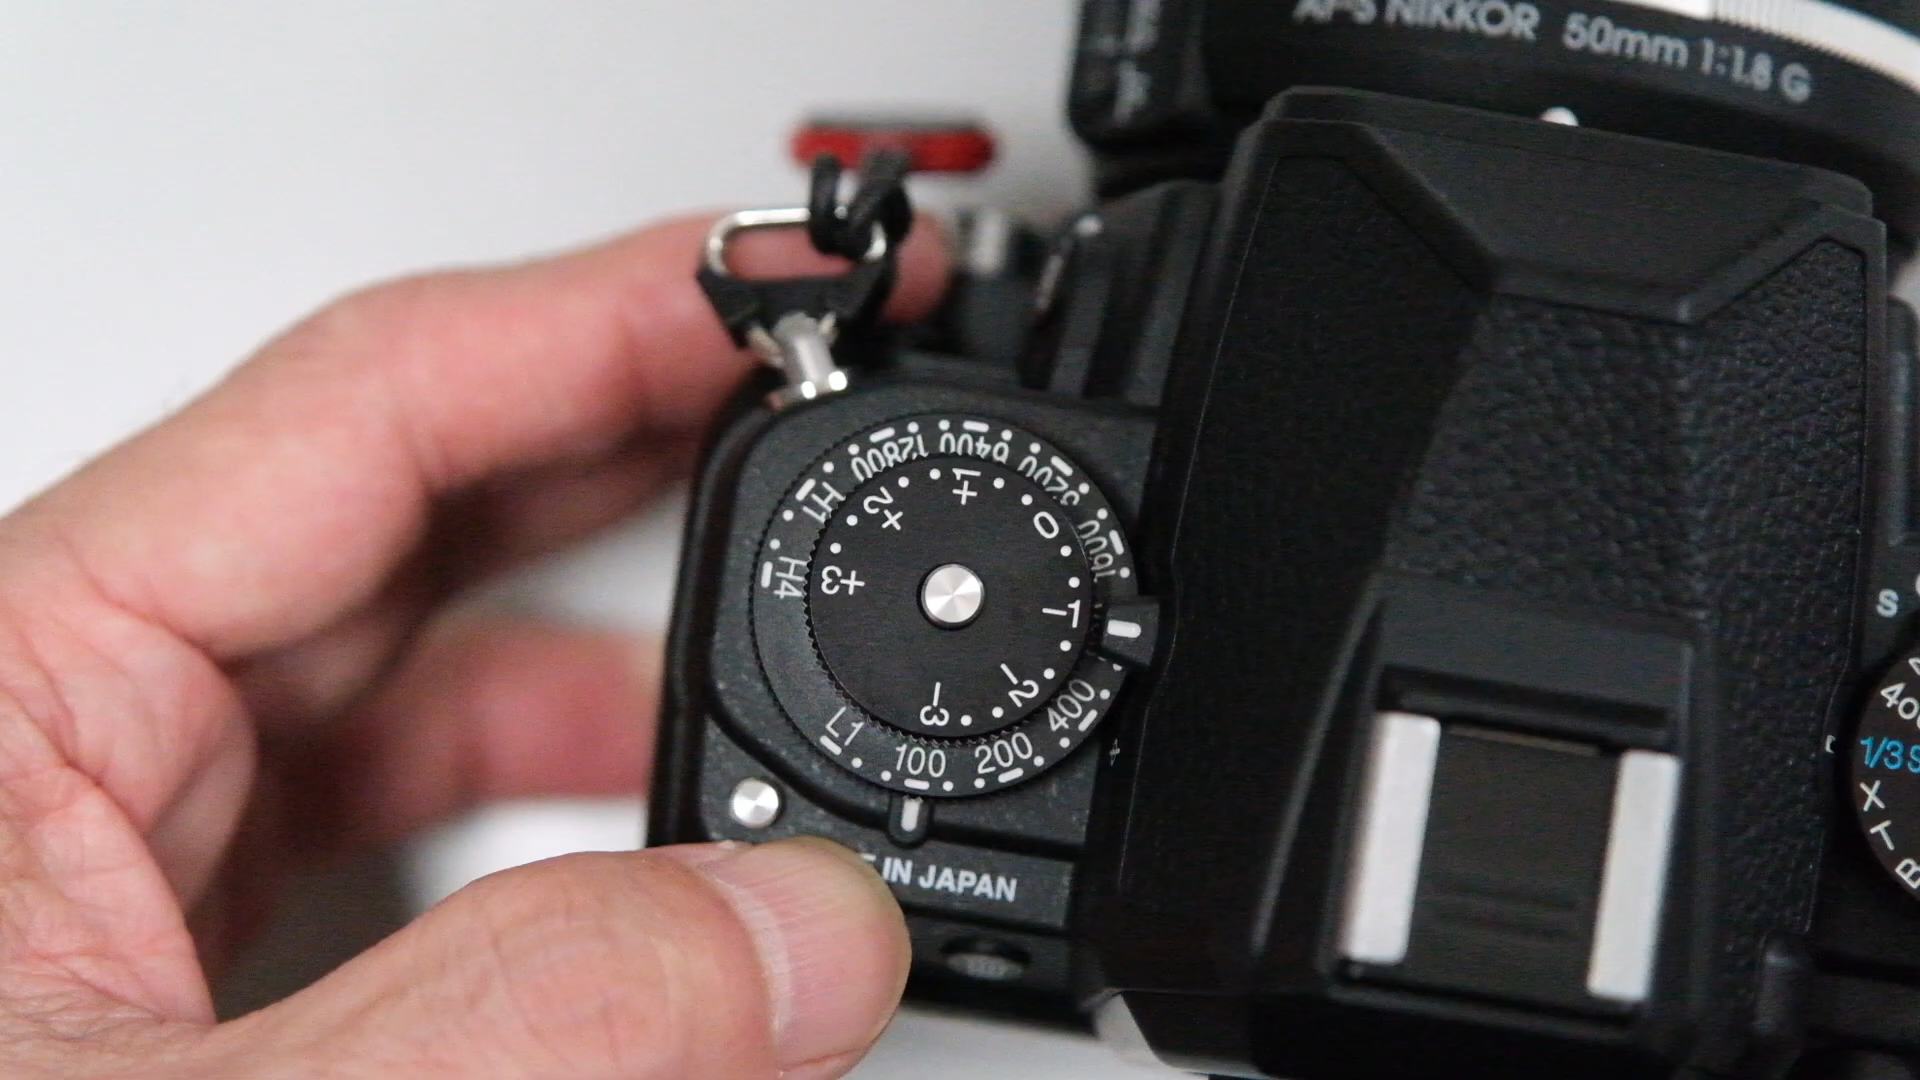 AF-S NIKKOR 50mm 1:1.8 G
12800 6400 3200 1600
H1
H4
+3 +2 +1 0 -1 -2 -3
L1 100 200 400
IN JAPAN
S
400
1/3 S
X
T
B